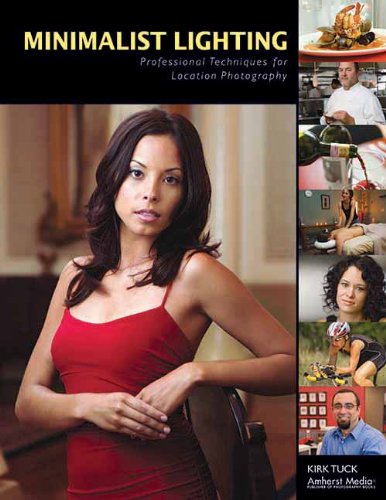 MINIMALIST LIGHTING
Professional Techniques for
Location Photography
KIRK TUCK
Amherst Media®
PUBLISHER OF PHOTOGRAPHY BOOKS